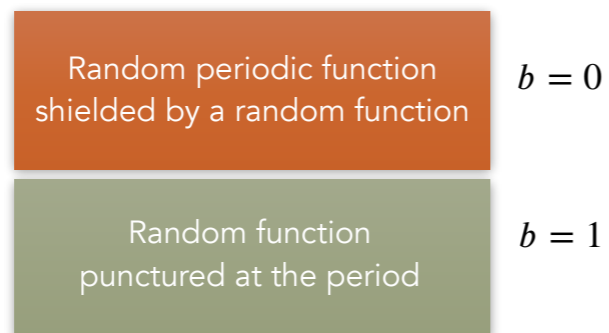 Random periodic function
shielded by a random function
b = 0
Random function
punctured at the period
b = 1